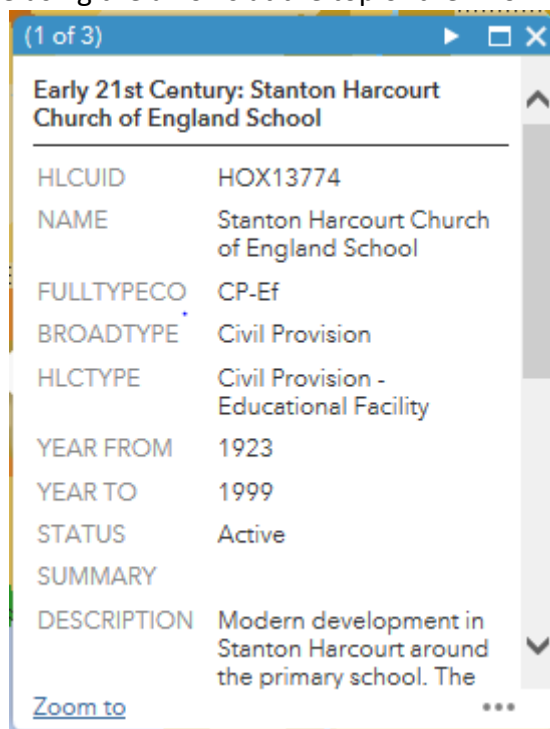 (1 of 3)
Early 21st Century: Stanton Harcourt
Church of England School
HLCUID HOX13774
NAME Stanton Harcourt Church
of England School
FULLTYPECO CP-Ef
BROADTYPE Civil Provision
HLCTYPE Civil Provision -
Educational Facility
YEAR FROM 1923
YEAR TO 1999
STATUS Active
SUMMARY
DESCRIPTION Modern development in
Stanton Harcourt around
the primary school. The
Zoom to